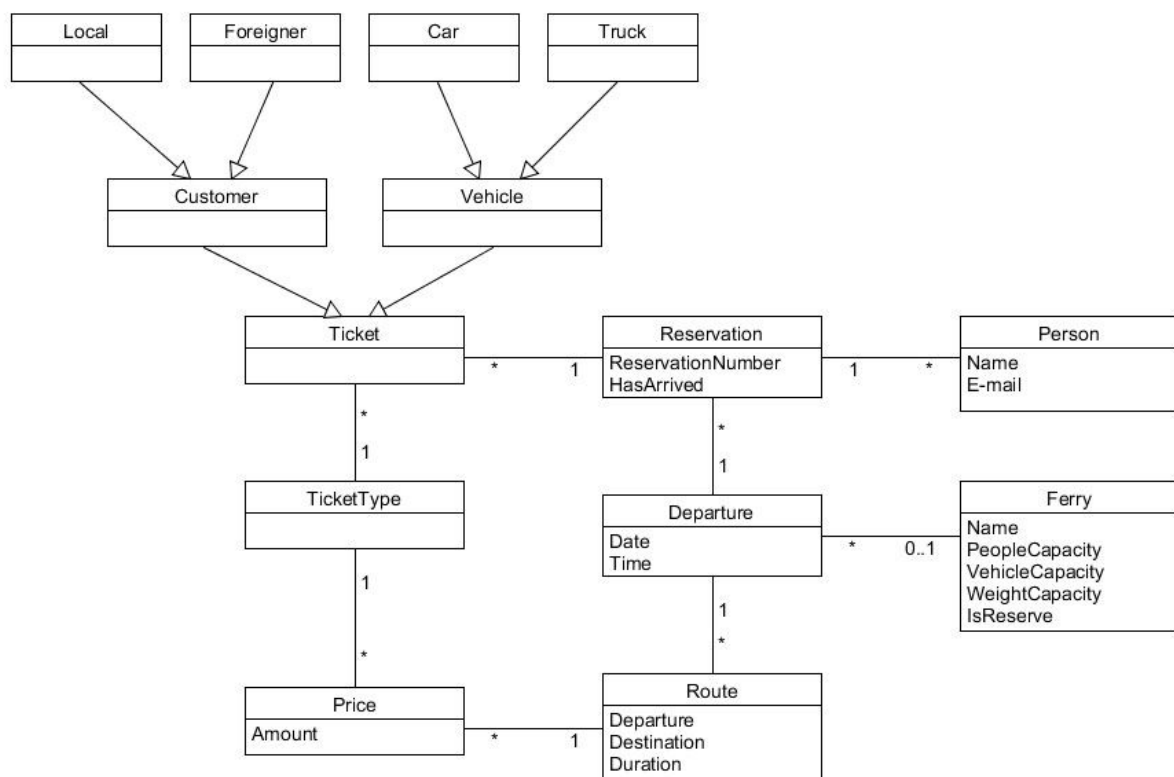 Local
Foreigner
Car
Truck
Customer
Vehicle
Ticket
Reservation
ReservationNumber
HasArrived
Person
Name
E-mail
* 1
1 *
*
1
*
1
TicketType
Departure
Date
Time
Ferry
Name
PeopleCapacity
VehicleCapacity
WeightCapacity
IsReserve
* 0..1
1
*
1
*
Price
Amount
Route
Departure
Destination
Duration
* 1